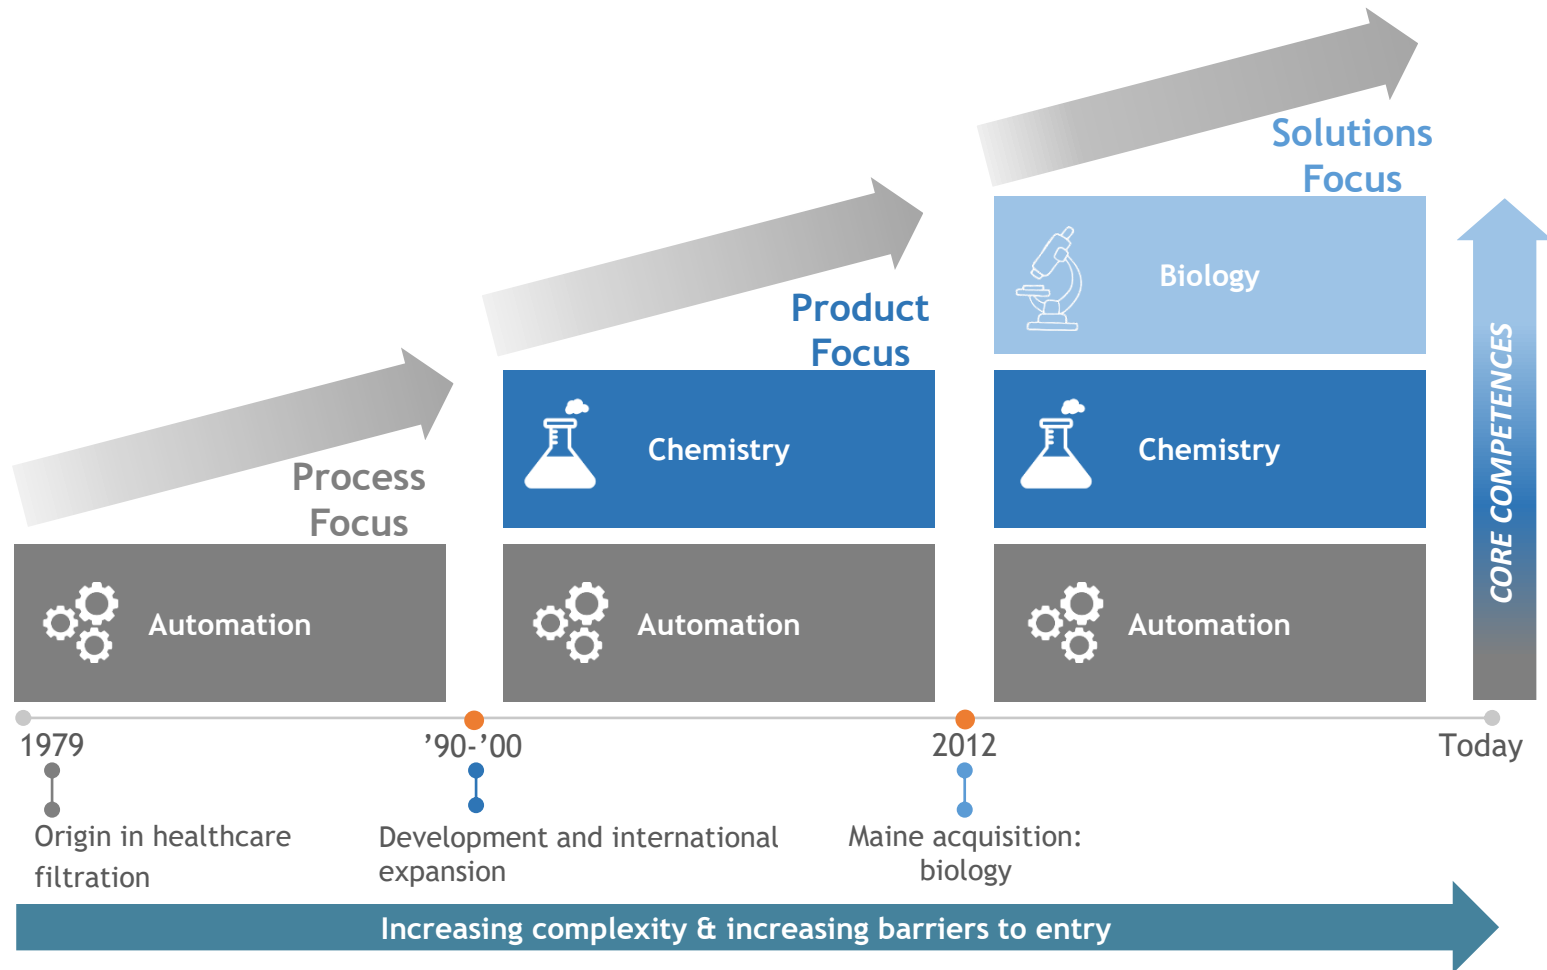 Solutions
Focus
Biology
Product
Focus
Chemistry
Chemistry
Process
Focus
Automation
Automation
Automation
CORE COMPETENCES
1979
’90-’00
2012
Today
Origin in healthcare
filtration
Development and international
expansion
Maine acquisition:
biology
Increasing complexity & increasing barriers to entry